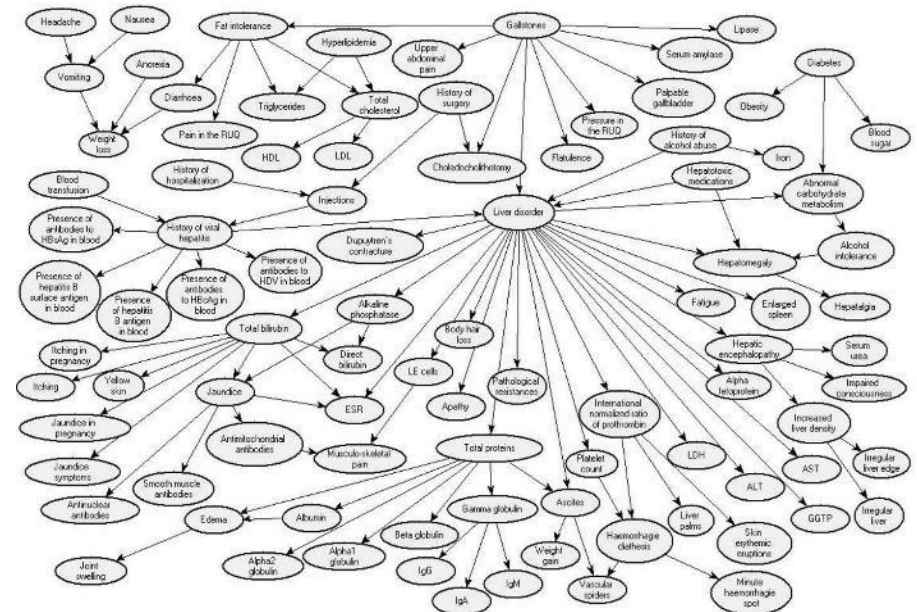 Headache
Nausea
Fat intolerance
Gallstones
Lipase
Hyperlipidemia
Upper
abdominal
pain
Serum amylase
Vomiting
Anorexia
Diabetes
Diarrhoea
Triglycerides
Total
cholesterol
History of
surgery
Palpable
gallbladder
Obesity
Weight
loss
Pain in the RUQ
Pressure in
the RUQ
Blood
sugar
HDL
LDL
Choledocholithotomy
Flatulence
History of
alcohol abuse
Iron
History of
hospitalization
Hepatotoxic
medications
Blood
transfusion
Injections
Abnormal
carbohydrate
metabolism
Presence of
antibodies to
HBsAg in blood
History of viral
hepatitis
Liver disorder
Dupuytren's
contracture
Alcohol
intolerance
Presence of
hepatitis B
surface antigen
in blood
Presence
of hepatitis
B antigen
in blood
Presence of
antibodies
to HBcAg in
blood
Presence of
antibodies to
HDV in blood
Hepatomegaly
Alkaline
phosphatase
Fatigue
Enlarged
spleen
Hepatalgia
Total bilirubin
Body hair
loss
Itching in
pregnancy
Direct
bilirubin
Hepatic
encephalopathy
Serum
urea
Itching
Yellow
skin
Jaundice
LE cells
Pathological
resistances
Alpha
fetoprotein
Impaired
consciousness
ESR
Apathy
International
normalized ratio
of prothrombin
Increased
liver density
Jaundice in
pregnancy
Antimitochondrial
antibodies
Musculo-skeletal
pain
Total proteins
Platelet
count
LDH
AST
Irregular
liver edge
Jaundice
symptoms
Smooth muscle
antibodies
ALT
Antinuclear
antibodies
Edema
Albumin
Gamma globulin
Ascites
Liver
palms
GGTP
Irregular
liver
Beta globulin
Haemorrhagie
diathesis
Skin
erythemic
eruptions
Joint
swelling
Alpha2
globulin
Alpha1
globulin
IgG
IgM
Weight
gain
IgA
Vascular
spiders
Minute
haemorrhagie
spot